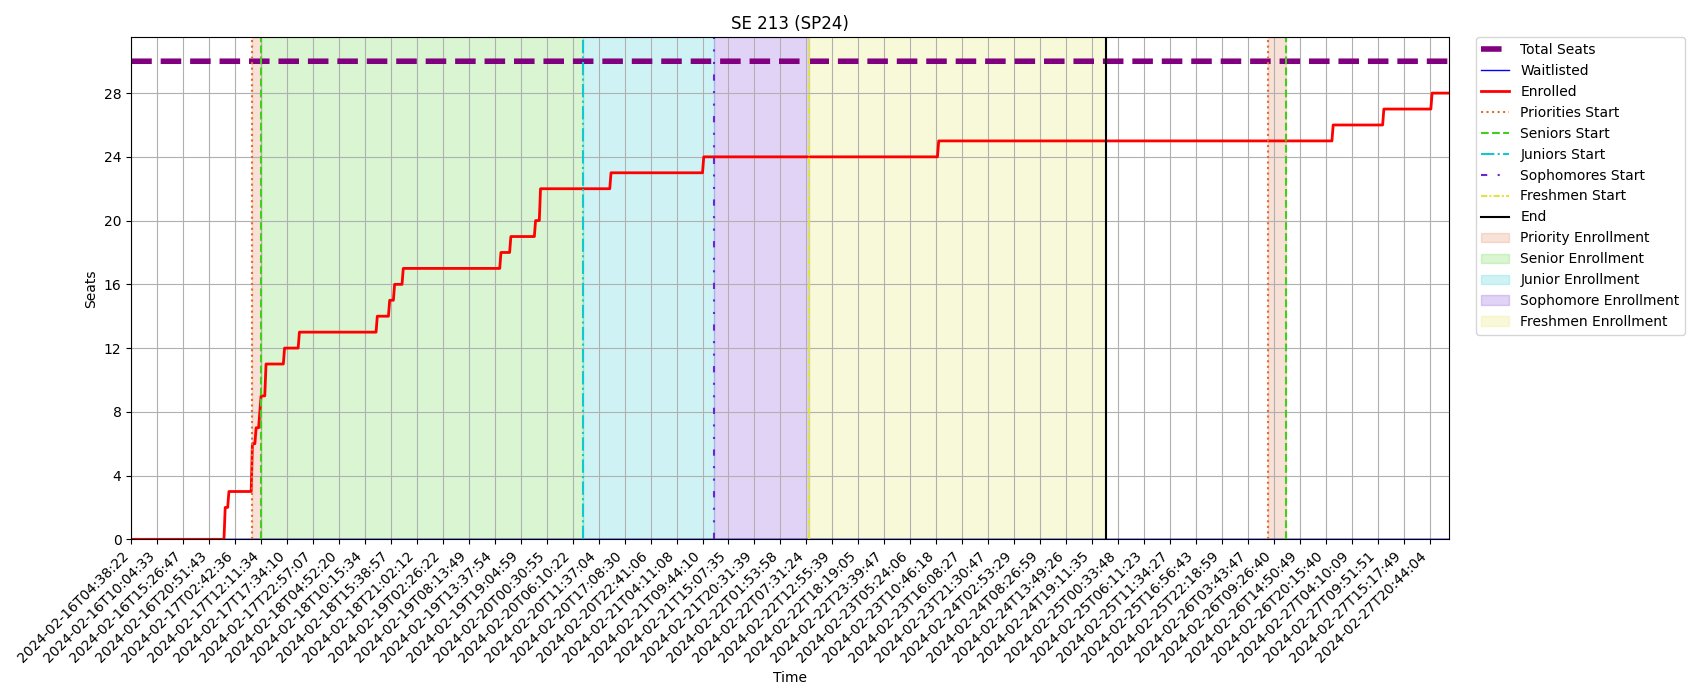 SE 213 (SP24)
Seats
28
24
20
16
12
8
4
0
2024-02-16T04:38:22
2024-02-16T10:04:33
2024-02-16T15:26:47
2024-02-16T20:51:43
2024-02-17T02:42:36
2024-02-17T12:11:34
2024-02-17T17:34:10
2024-02-17T22:57:07
2024-02-18T04:52:20
2024-02-18T10:15:34
2024-02-18T15:38:57
2024-02-18T21:02:12
2024-02-19T02:26:22
2024-02-19T08:13:49
2024-02-19T13:37:54
2024-02-19T19:04:59
2024-02-20T00:30:55
2024-02-20T06:10:22
2024-02-20T11:37:04
2024-02-20T17:08:30
2024-02-20T22:41:06
2024-02-21T04:11:08
2024-02-21T09:44:10
2024-02-21T15:07:35
2024-02-21T20:31:39
2024-02-22T01:53:58
2024-02-22T07:31:24
2024-02-22T12:55:39
2024-02-22T18:19:05
2024-02-22T23:39:47
2024-02-23T05:24:06
2024-02-23T10:46:18
2024-02-23T16:08:27
2024-02-23T21:30:47
2024-02-24T02:53:29
2024-02-24T08:26:59
2024-02-24T13:49:26
2024-02-24T19:11:35
2024-02-25T00:33:48
2024-02-25T06:11:23
2024-02-25T11:34:27
2024-02-25T16:56:43
2024-02-25T22:18:59
2024-02-26T03:43:47
2024-02-26T09:26:40
2024-02-26T14:50:49
2024-02-26T20:15:40
2024-02-27T04:10:09
2024-02-27T09:51:51
2024-02-27T15:17:49
2024-02-27T20:44:04
Time
Total Seats
Waitlisted
Enrolled
Priorities Start
Seniors Start
Juniors Start
Sophomores Start
Freshmen Start
End
Priority Enrollment
Senior Enrollment
Junior Enrollment
Sophomore Enrollment
Freshmen Enrollment